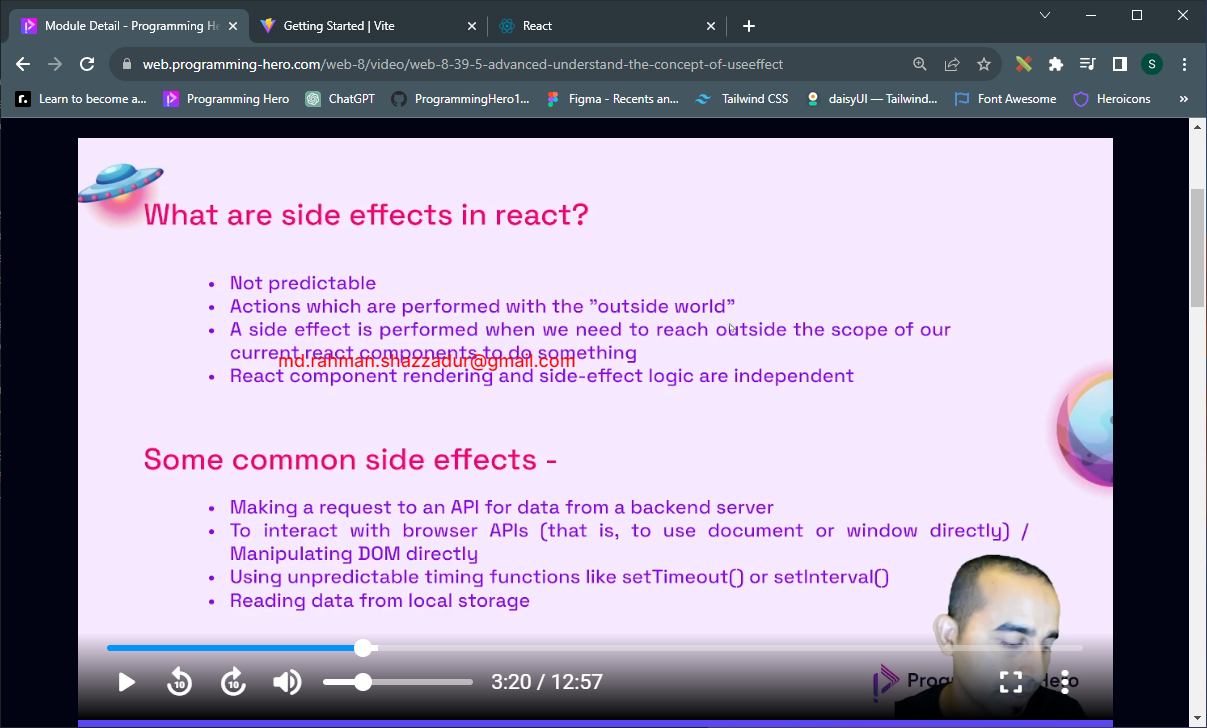 Module Detail - Programming He
Getting Started | Vite
React
web.programming-hero.com/web-8/video/web-8-39-5-advanced-understand-the-concept-of-useeffect
S
Learn to become a...
Programming Hero
ChatGPT
ProgrammingHero1...
Figma - Recents an...
Tailwind CSS
daisyUI — Tailwind...
Font Awesome
Heroicons
»
What are side effects in react?
• Not predictable
• Actions which are performed with the ”outside world”
• A side effect is performed when we need to reach outside the scope of our
current react components to do something
md.rahman.shazzadur@gmail.com
• React component rendering and side-effect logic are independent
Some common side effects -
• Making a request to an API for data from a backend server
• To interact with browser APIs (that is, to use document or window directly) /
Manipulating DOM directly
• Using unpredictable timing functions like setTimeout() or setInterval()
• Reading data from local storage
10
10
3:20 / 12:57